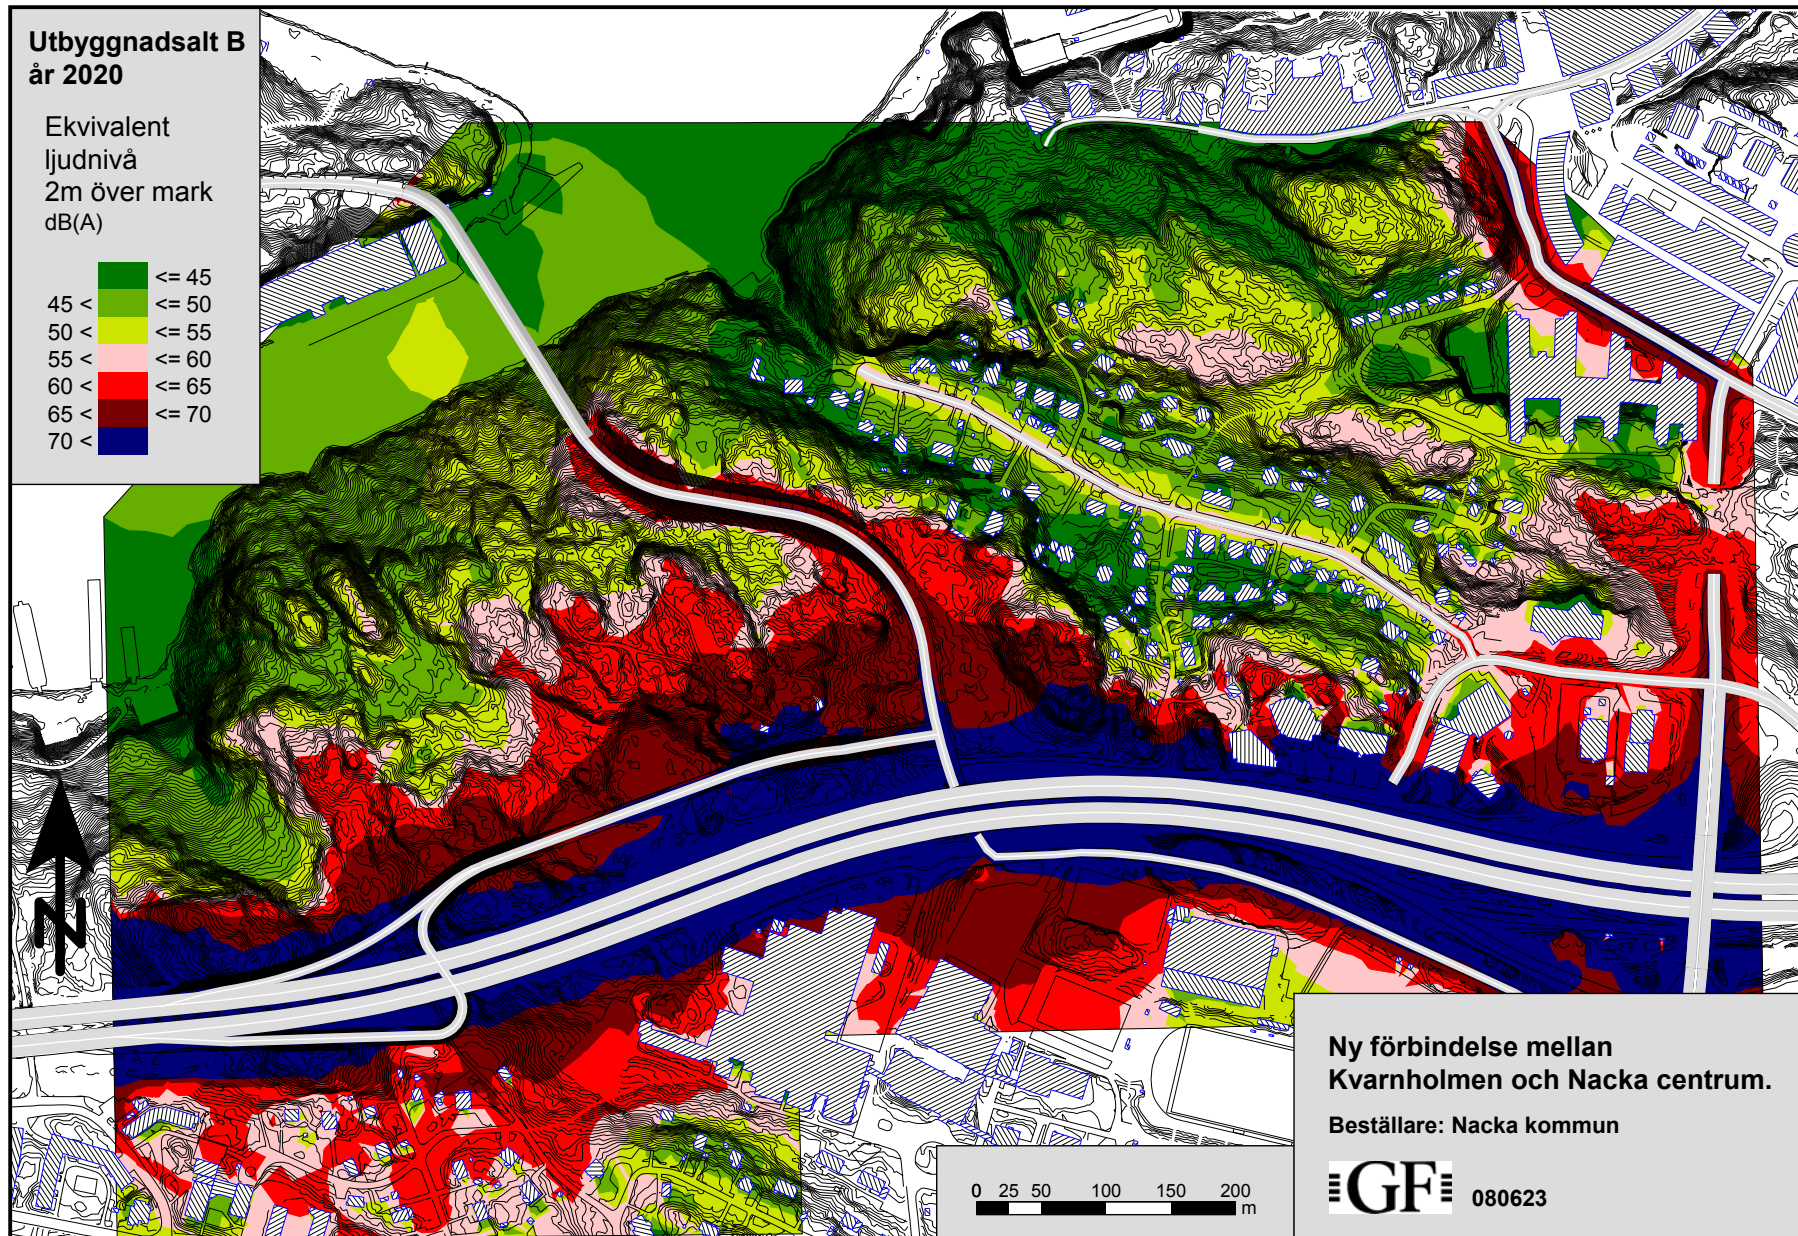 Utbyggnadsalt B
år 2020
Ekvivalent
ljudnivå
2m över mark
dB(A)
<= 45
45 < <= 50
50 < <= 55
55 < <= 60
60 < <= 65
65 < <= 70
70 <
N
Ny förbindelse mellan
Kvarnholmen och Nacka centrum.
Beställare: Nacka kommun
GF 080623
0 25 50 100 150 200
m